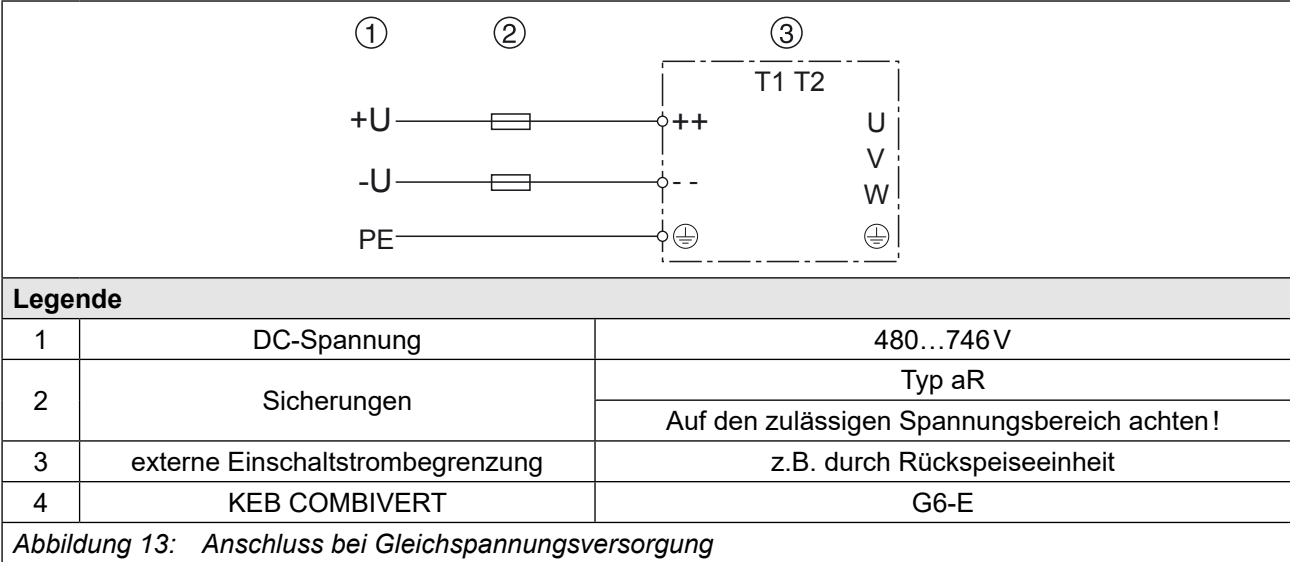 ① ② ③
T1 T2
+U ++ U
V
-U - - W
PE
Legende
1 DC-Spannung 480…746 V
2 Sicherungen Typ aR
Auf den zulässigen Spannungsbereich achten!
3 externe Einschaltstrombegrenzung z.B. durch Rückspeiseeinheit
4 KEB COMBIVERT G6-E
Abbildung 13: Anschluss bei Gleichspannungsversorgung